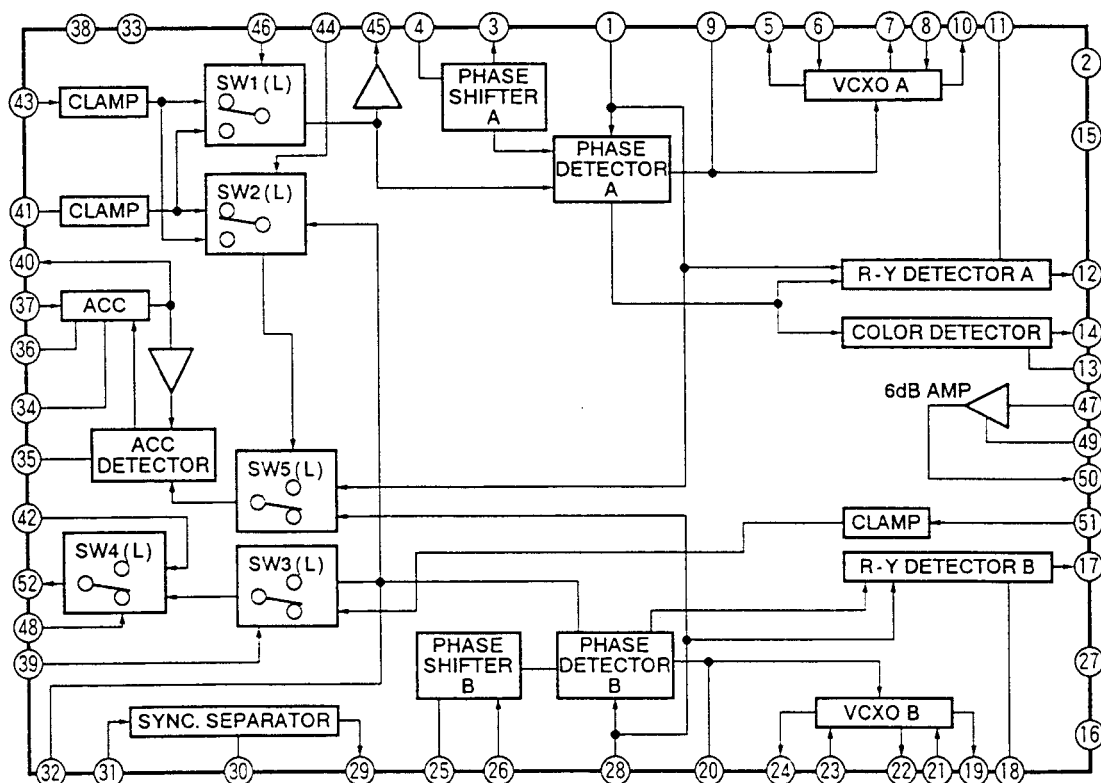 38 33 46 44 45 4 3 1 9 5 6 7 8 10 11
2
15
43 CLAMP
SW1(L)
PHASE
SHIFTER
A
VCXO A
PHASE
DETECTOR
A
41 CLAMP
SW2(L)
40
37 ACC
36
34
35 ACC
DETECTOR
R-Y DETECTOR A 12
COLOR DETECTOR 14
13
6dB AMP 47
49
50
SW5(L)
42
CLAMP 51
SW4(L)
SW3(L)
52
48
39
R-Y DETECTOR B 17
PHASE
SHIFTER
B
PHASE
DETECTOR
B
27
VCXO B
16
SYNC. SEPARATOR
32 31 30 29 25 26 28 20 24 23 22 21 19 18